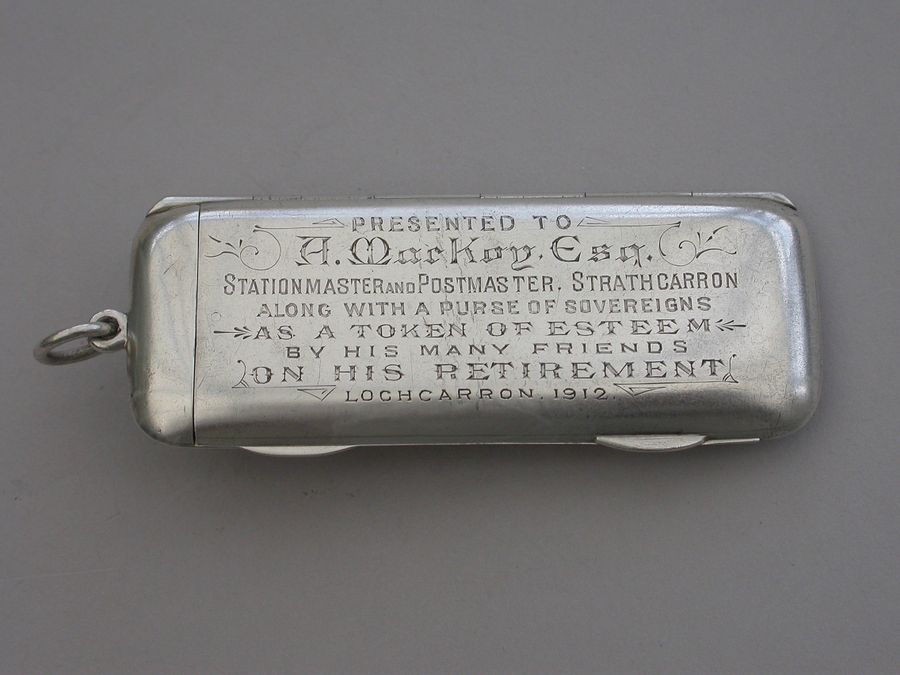 PRESENTED TO
A. MacKay. Esq.
STATIONMASTER AND POSTMASTER, STRATHCARRON
ALONG WITH A PURSE OF SOVEREIGNS
AS A TOKEN OF ESTEEM
BY HIS MANY FRIENDS
ON HIS RETIREMENT
LOCHCARRON. 1912.